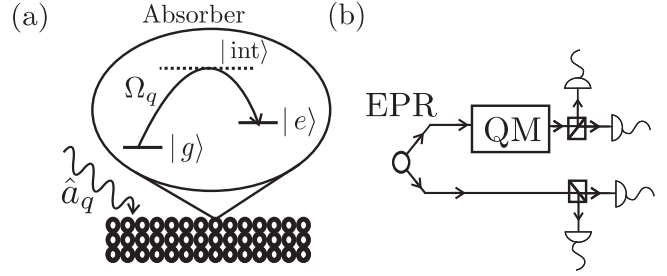 (a)
Absorber
| int⟩
Ω_q
| e⟩
| g⟩
â_q
(b)
EPR
QM